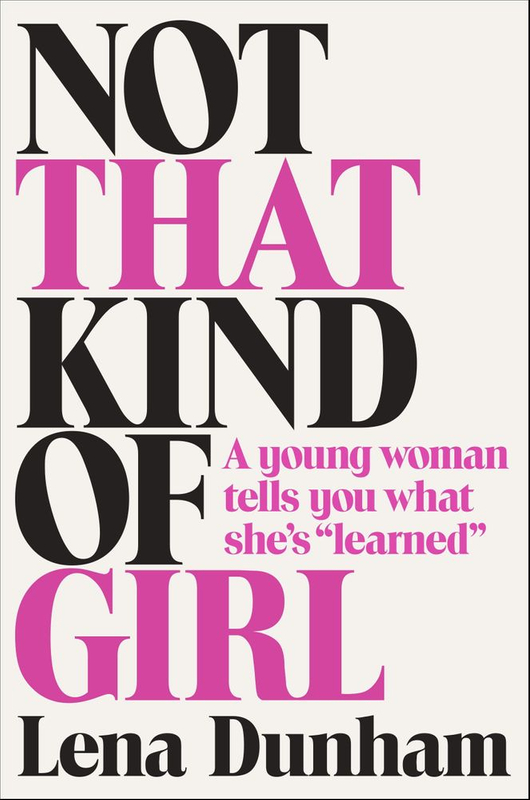 NOT
THAT
KIND
OF
A young woman
tells you what
she's “learned”
GIRL
Lena Dunham